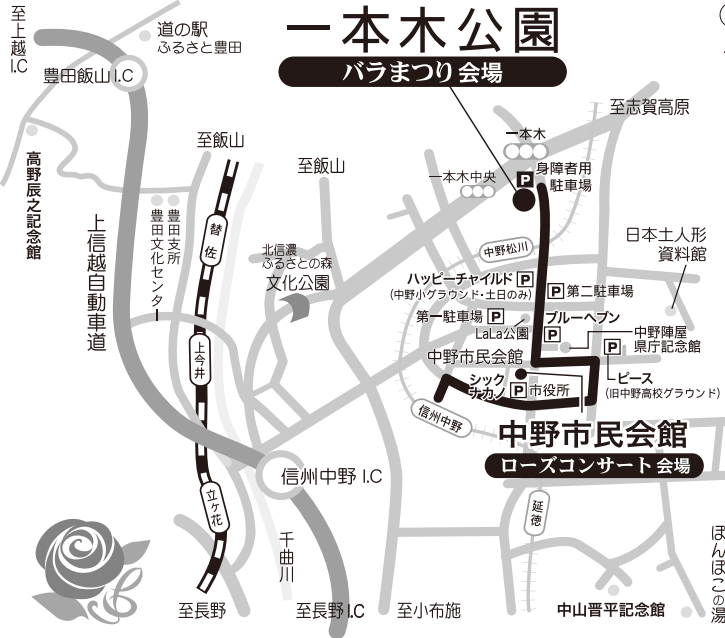 一本木公園
バラまつり会場
至上越I.C
道の駅
ふるさと豊田
豊田飯山I.C
高野辰之記念館
至飯山
至飯山
至志賀高原
一本木
一本木中央
身障者用
駐車場
P
上信越自動車道
豊田支所
豊田文化センター
替佐
北信濃
ふるさとの森
文化公園
中野松川
日本土人形
資料館
ハッピーチャイルド P
(中野小グラウンド・土日のみ)
P 第二駐車場
第一駐車場 P
ブルーヘブン
P
LaLa公園
中野陣屋
県庁記念館
P
上今井
中野市民会館
シック
ナカノ
P 市役所
ピース
(旧中野高校グラウンド)
信州中野
中野市民会館
ローズコンサート会場
信州中野I.C
立ヶ花
延徳
千曲川
ぽんぽこの湯
至長野
至長野I.C
至小布施
中山晋平記念館